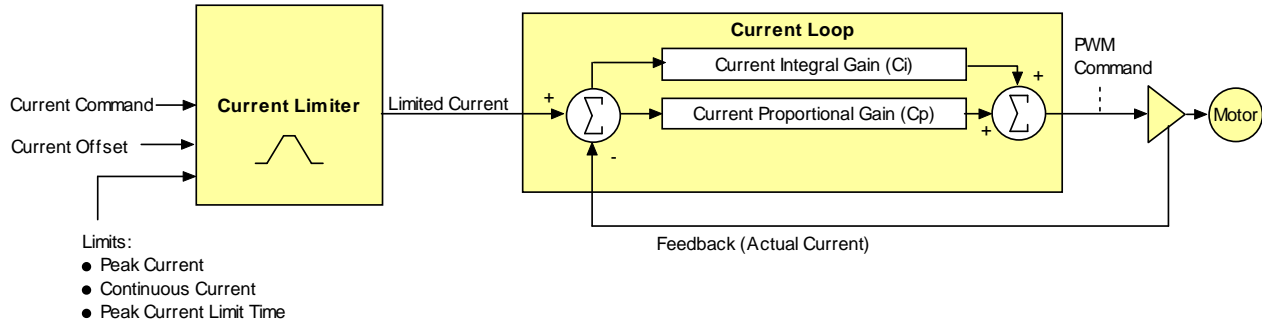 Current Loop
Current Integral Gain (Ci)
+
+
PWM
Command
Current Command
Current Limiter
Limited Current
+
Σ
Current Proportional Gain (Cp)
+
Σ
Motor
Current Offset
-
Limits:
Feedback (Actual Current)
● Peak Current
● Continuous Current
● Peak Current Limit Time